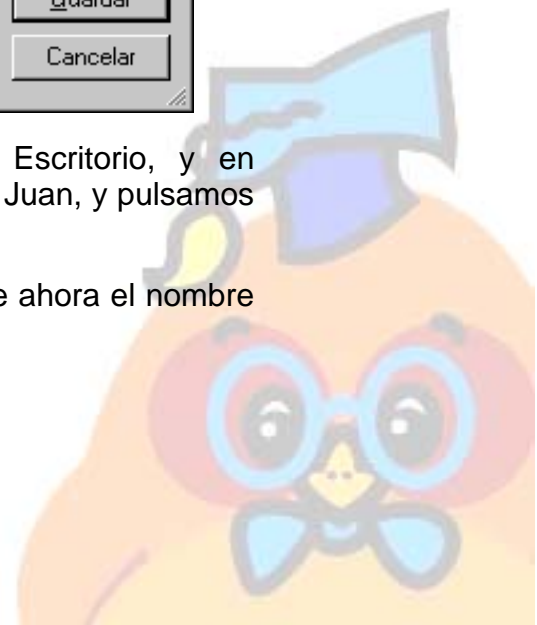 Guardar
Cancelar
Escritorio, y en
Juan, y pulsamos
ahora el nombre